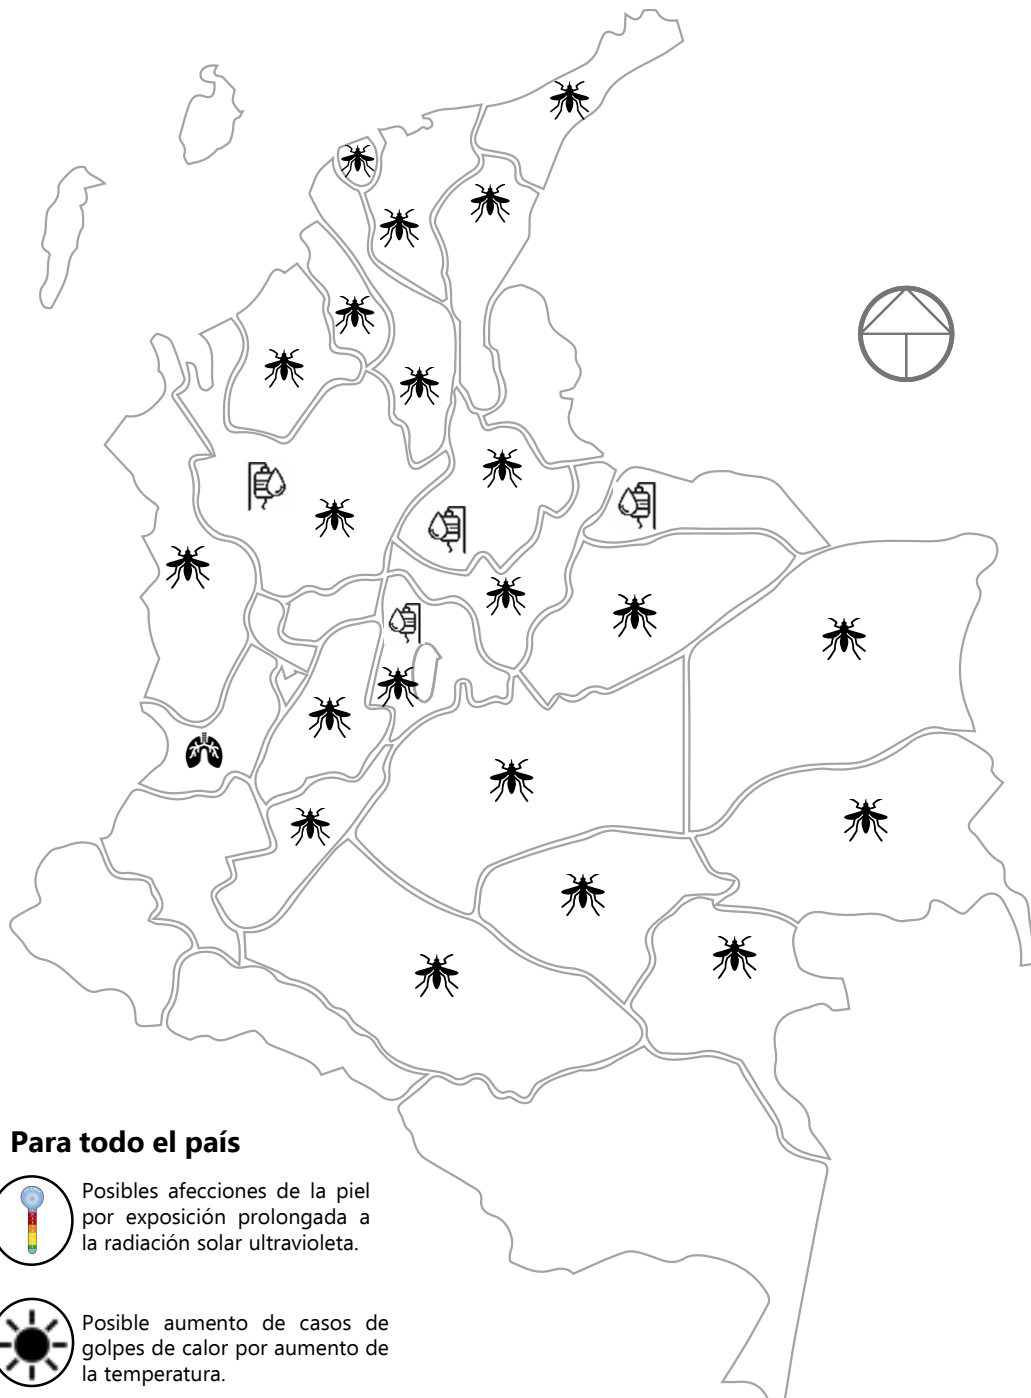 Para todo el país
Posibles afecciones de la piel
por exposición prolongada a
la radiación solar ultravioleta.
Posible aumento de casos de
golpes de calor por aumento de
la temperatura.